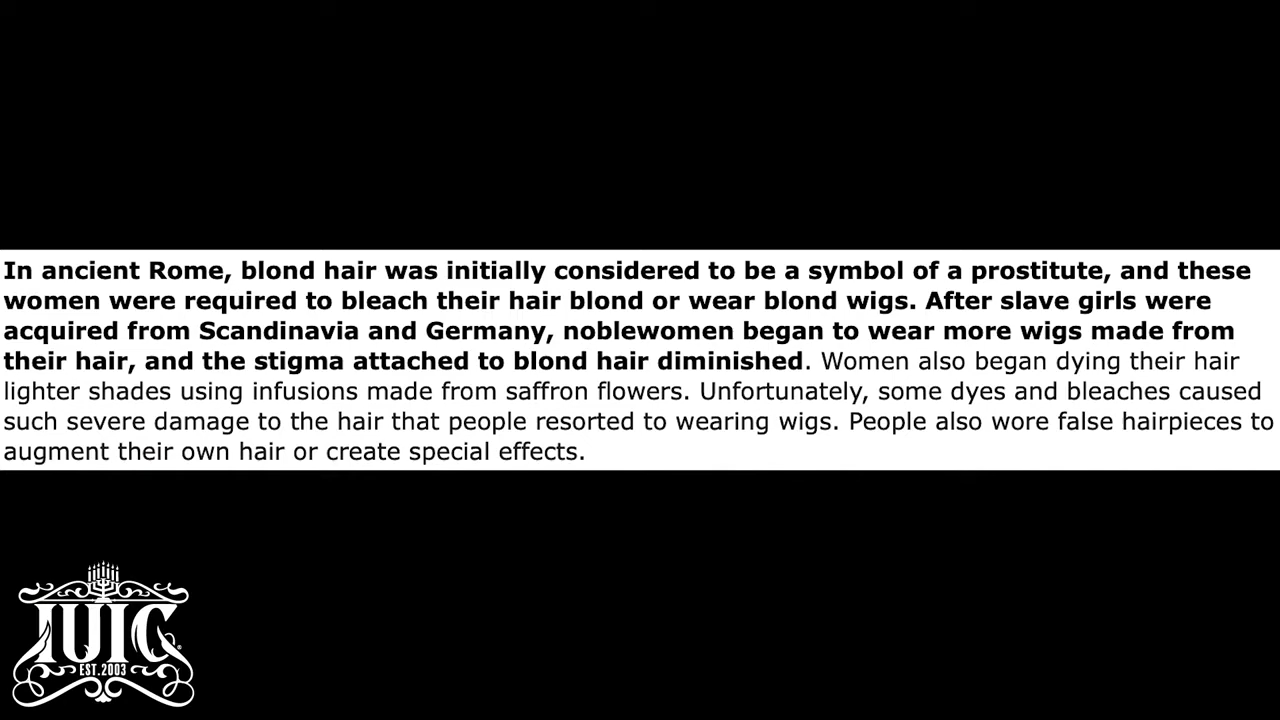 In ancient Rome, blond hair was initially considered to be a symbol of a prostitute, and these
women were required to bleach their hair blond or wear blond wigs. After slave girls were
acquired from Scandinavia and Germany, noblewomen began to wear more wigs made from
their hair, and the stigma attached to blond hair diminished. Women also began dying their hair
lighter shades using infusions made from saffron flowers. Unfortunately, some dyes and bleaches caused
such severe damage to the hair that people resorted to wearing wigs. People also wore false hairpieces to
augment their own hair or create special effects.
IUIC
EST.2003